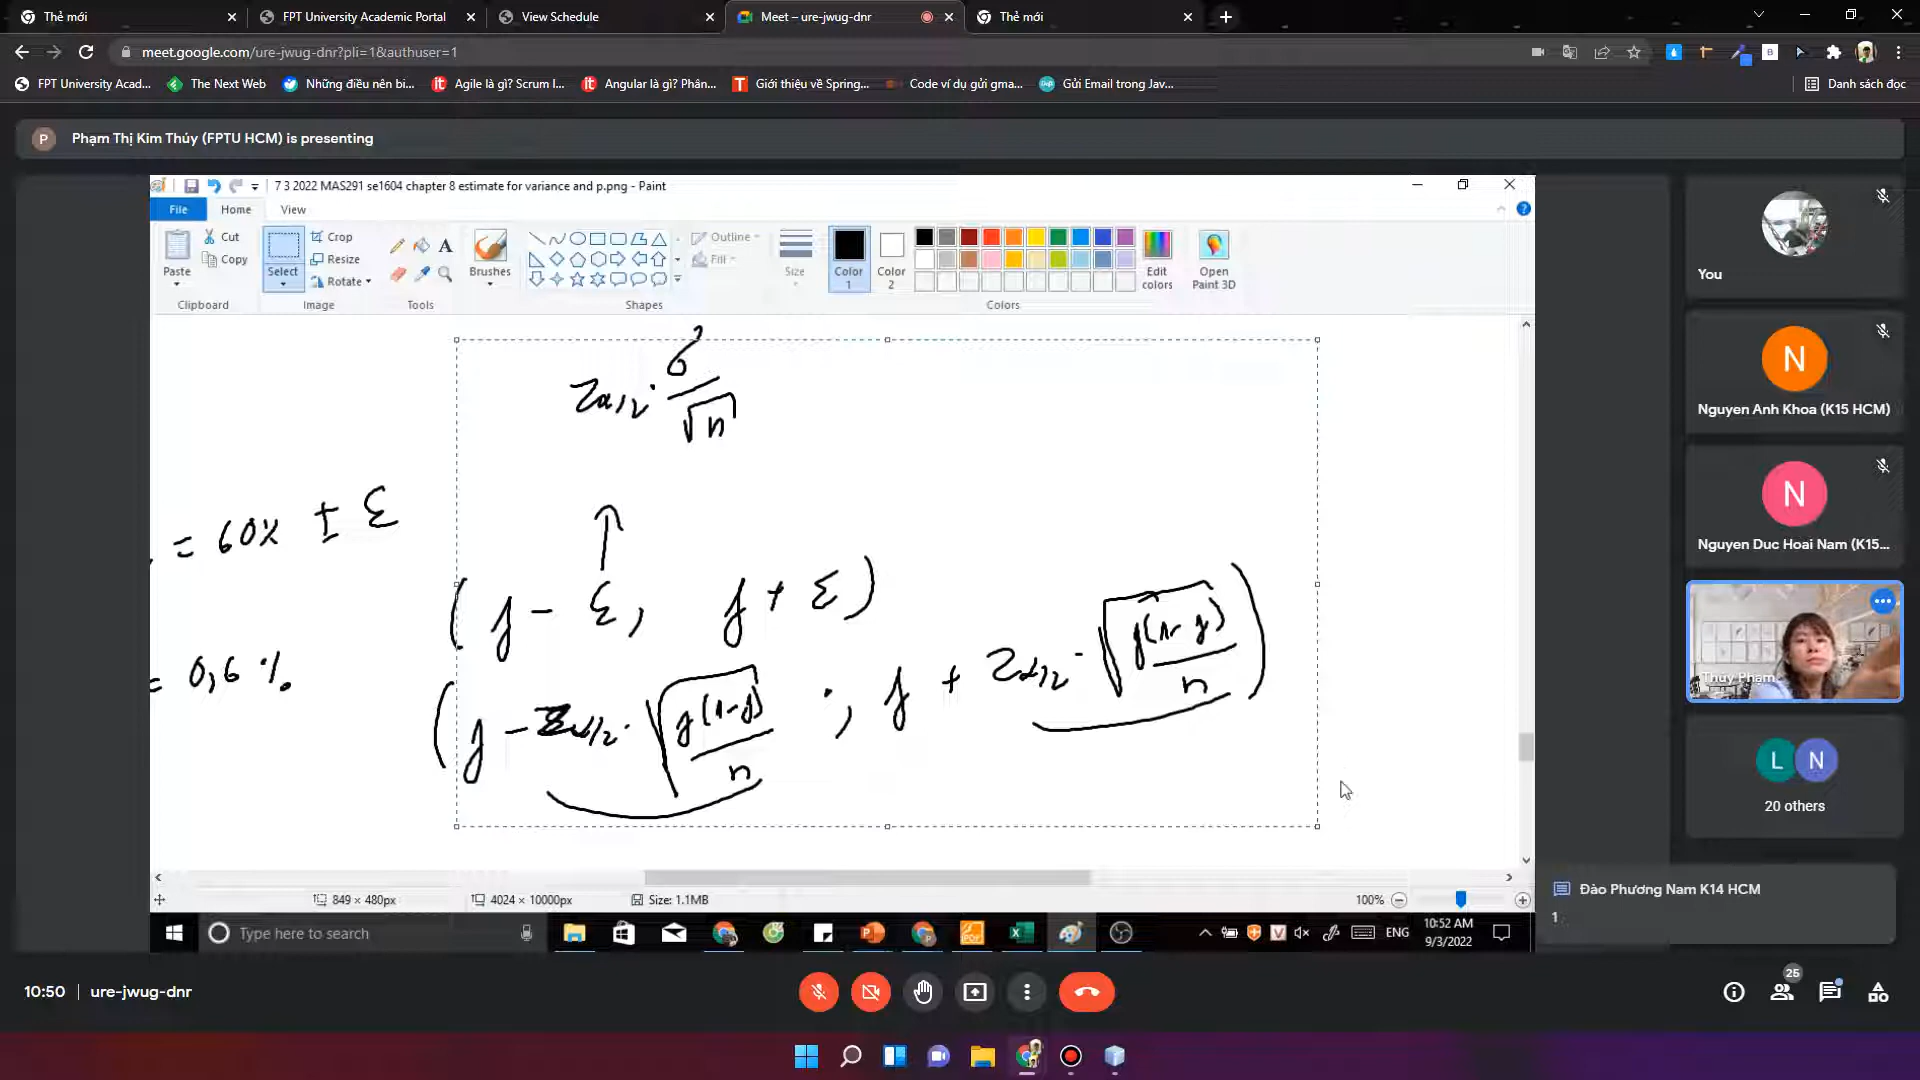 Thẻ mới
FPT University Academic Portal
View Schedule
Meet – ure-jwug-dnr
Thẻ mới
meet.google.com/ure-jwug-dnr?pli=1&authuser=1
FPT University Acad...
The Next Web
Những điều nên bi...
Agile là gì? Scrum l...
Angular là gì? Phân...
Giới thiệu về Spring...
Code ví dụ gửi gma...
Gửi Email trong Jav...
Danh sách đọc
P
Phạm Thị Kim Thúy (FPTU HCM) is presenting
7 3 2022 MAS291 se1604 chapter 8 estimate for variance and p.png - Paint
File Home View
Cut
Copy
Paste
Clipboard
Select
Crop
Resize
Rotate
Image
A
Tools
Brushes
Outline
Fill
Shapes
Size
Color 1
Color 2
Edit colors
Open Paint 3D
Colors
Zα/2 · σ/√n
= 60% ± ε
(f - ε, f + ε)
= 0,6 %.
(f - Zα/2 · √(f(1-f)/n) ; f + Zα/2 · √(f(1-f)/n))
849 × 480px
4024 × 10000px
Size: 1.1MB
100%
Type here to search
ENG
10:52 AM
9/3/2022
You
N
Nguyen Anh Khoa (K15 HCM)
N
Nguyen Duc Hoai Nam (K15...
Thuy Pham
L N
20 others
Đào Phương Nam K14 HCM
1
10:50 | ure-jwug-dnr
25